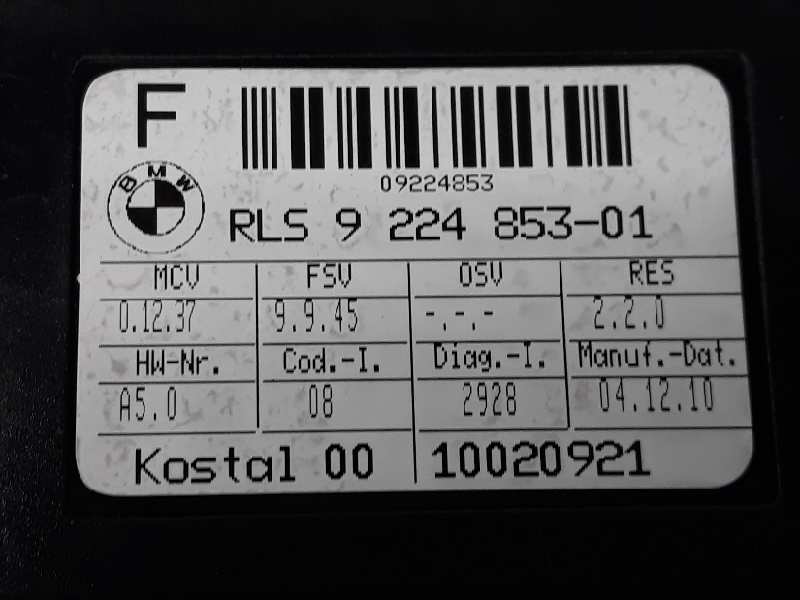 F
09224853
BMW
RLS 9 224 853-01
MCV FSV OSV RES
0.12.37 9.9.45 -.-.- 2.2.0
HW-Nr. Cod.-I. Diag.-I. Manuf.-Dat.
A5.0 08 2928 04.12.10
Kostal 00 10020921